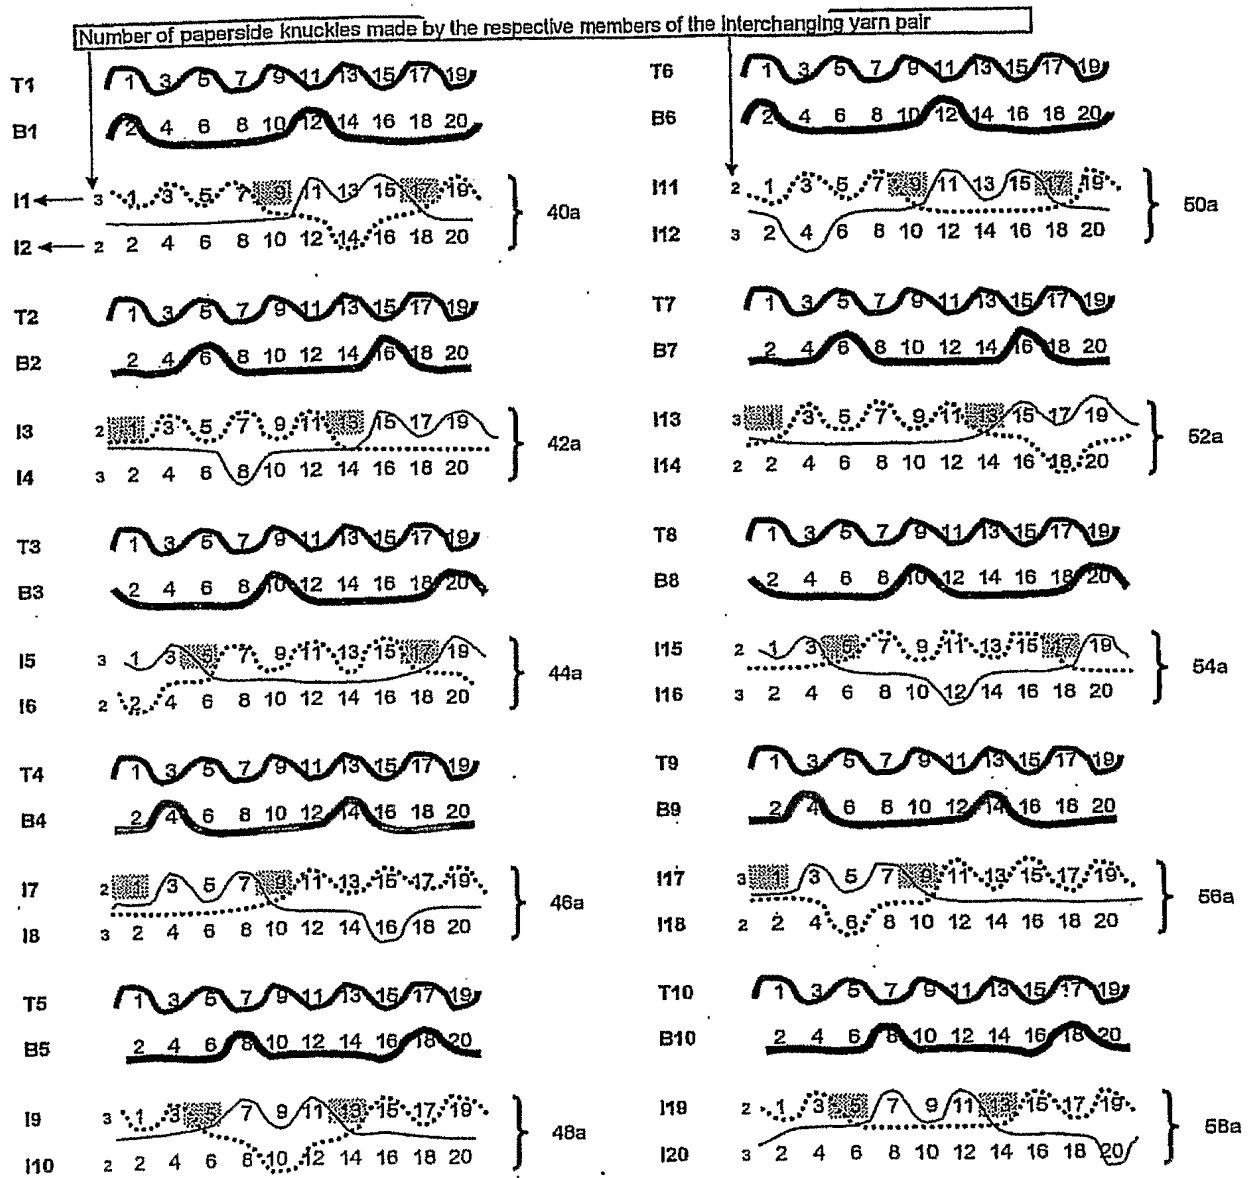 Number of paperside knuckles made by the respective members of the interchanging yarn pair
T1 1 3 5 7 9 11 13 15 17 19
B1 2 4 6 8 10 12 14 16 18 20
I1 3 1 3 5 7 9 11 13 15 17 19
40a
I2 2 2 4 6 8 10 12 14 16 18 20
T2 1 3 5 7 9 11 13 15 17 19
B2 2 4 6 8 10 12 14 16 18 20
I3 2 1 3 5 7 9 11 13 15 17 19
42a
I4 3 2 4 6 8 10 12 14 16 18 20
T3 1 3 5 7 9 11 13 15 17 19
B3 2 4 6 8 10 12 14 16 18 20
I5 3 1 3 5 7 9 11 13 15 17 19
44a
I6 2 2 4 6 8 10 12 14 16 18 20
T4 1 3 5 7 9 11 13 15 17 19
B4 2 4 6 8 10 12 14 16 18 20
I7 2 1 3 5 7 9 11 13 15 17 19
46a
I8 3 2 4 6 8 10 12 14 16 18 20
T5 1 3 5 7 9 11 13 15 17 19
B5 2 4 6 8 10 12 14 16 18 20
I9 3 1 3 5 7 9 11 13 15 17 19
48a
I10 2 2 4 6 8 10 12 14 16 18 20
T6 1 3 5 7 9 11 13 15 17 19
B6 2 4 6 8 10 12 14 16 18 20
I11 2 1 3 5 7 9 11 13 15 17 19
50a
I12 3 2 4 6 8 10 12 14 16 18 20
T7 1 3 5 7 9 11 13 15 17 19
B7 2 4 6 8 10 12 14 16 18 20
I13 3 1 3 5 7 9 11 13 15 17 19
52a
I14 2 2 4 6 8 10 12 14 16 18 20
T8 1 3 5 7 9 11 13 15 17 19
B8 2 4 6 8 10 12 14 16 18 20
I15 2 1 3 5 7 9 11 13 15 17 19
54a
I16 3 2 4 6 8 10 12 14 16 18 20
T9 1 3 5 7 9 11 13 15 17 19
B9 2 4 6 8 10 12 14 16 18 20
I17 3 1 3 5 7 9 11 13 15 17 19
56a
I18 2 2 4 6 8 10 12 14 16 18 20
T10 1 3 5 7 9 11 13 15 17 19
B10 2 4 6 8 10 12 14 16 18 20
I19 2 1 3 5 7 9 11 13 15 17 19
58a
I20 3 2 4 6 8 10 12 14 16 18 20